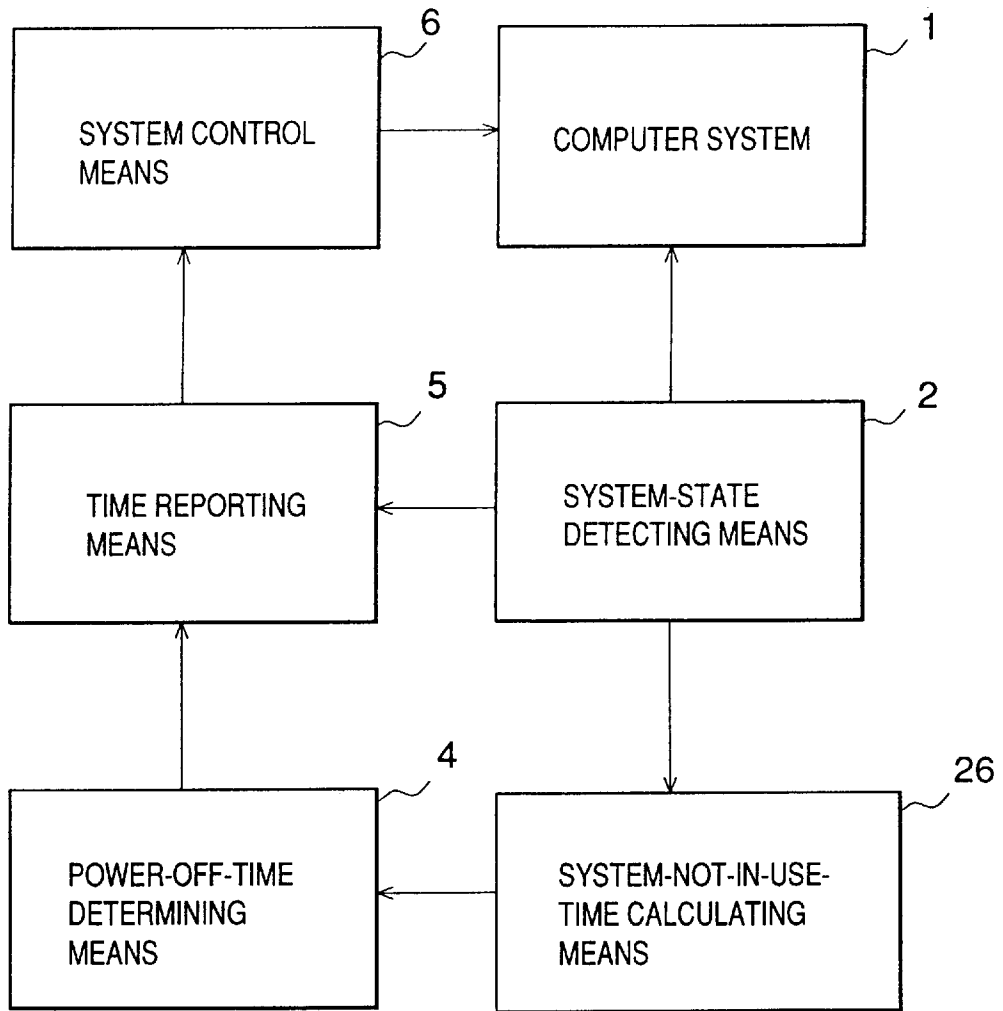 6
1
SYSTEM CONTROL
MEANS
COMPUTER SYSTEM
5
2
TIME REPORTING
MEANS
SYSTEM-STATE
DETECTING MEANS
4
26
POWER-OFF-TIME
DETERMINING
MEANS
SYSTEM-NOT-IN-USE-
TIME CALCULATING
MEANS